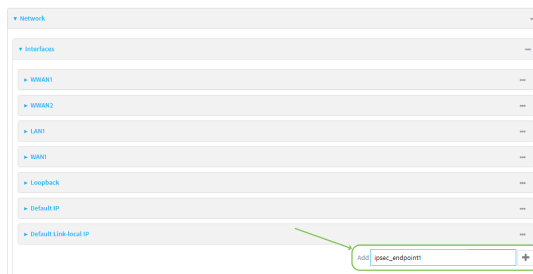 Network
Interfaces
WWAN1
WWAN2
LAN1
WAN1
Loopback
Default IP
Default Link-local IP
Add ipsec_endpoint1